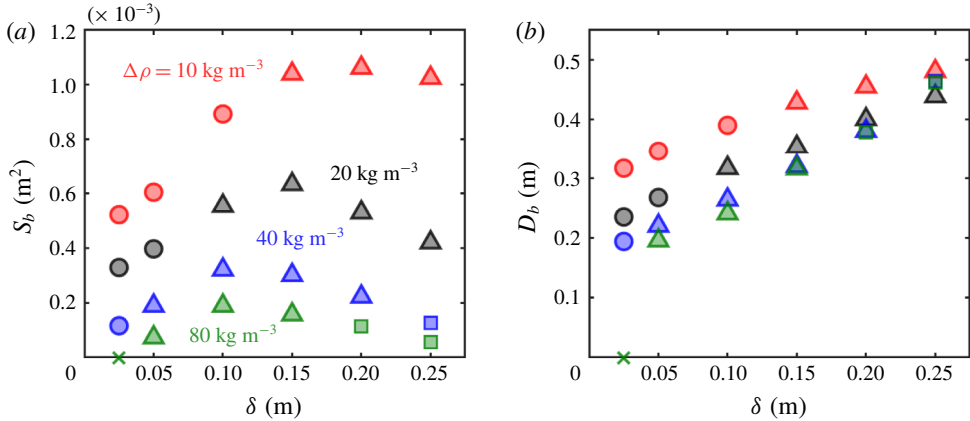 (a)
(× 10⁻³)
1.2
1.0
0.8
0.6
0.4
0.2
0
S_b (m²)
Δρ = 10 kg m⁻³
20 kg m⁻³
40 kg m⁻³
80 kg m⁻³
0.05 0.10 0.15 0.20 0.25
δ (m)
(b)
0.5
0.4
0.3
0.2
0.1
0
D_b (m)
0.05 0.10 0.15 0.20 0.25
δ (m)